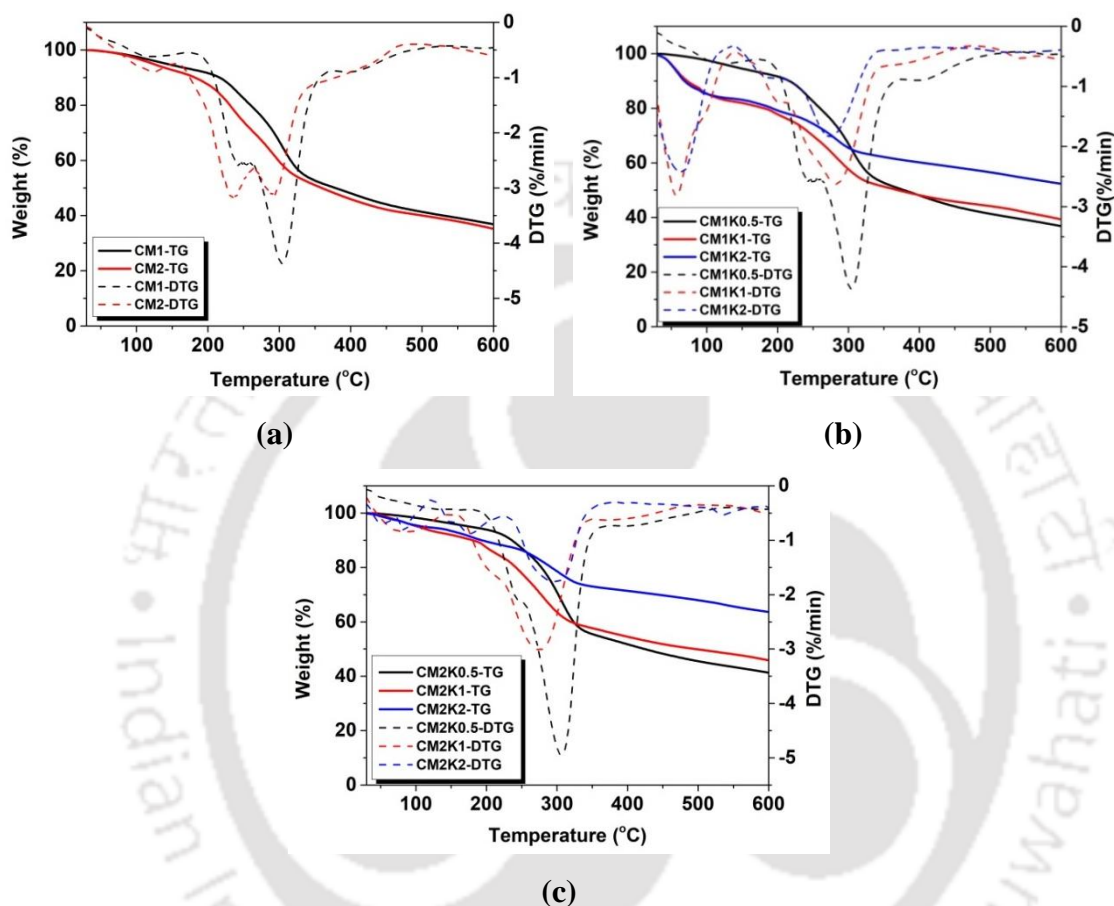 100
80
60
40
20
0
Weight (%)
CM1-TG
CM2-TG
CM1-DTG
CM2-DTG
0
-1
-2
-3
-4
-5
DTG (%/min)
100 200 300 400 500 600
Temperature (°C)
(a)
100
80
60
40
20
0
Weight (%)
CM1K0.5-TG
CM1K1-TG
CM1K2-TG
CM1K0.5-DTG
CM1K1-DTG
CM1K2-DTG
0
-1
-2
-3
-4
-5
DTG(%/min)
100 200 300 400 500 600
Temperature (°C)
(b)
100
80
60
40
20
0
Weight (%)
CM2K0.5-TG
CM2K1-TG
CM2K2-TG
CM2K0.5-DTG
CM2K1-DTG
CM2K2-DTG
0
-1
-2
-3
-4
-5
DTG (%/min)
100 200 300 400 500 600
Temperature (°C)
(c)
Indian In
uwahati